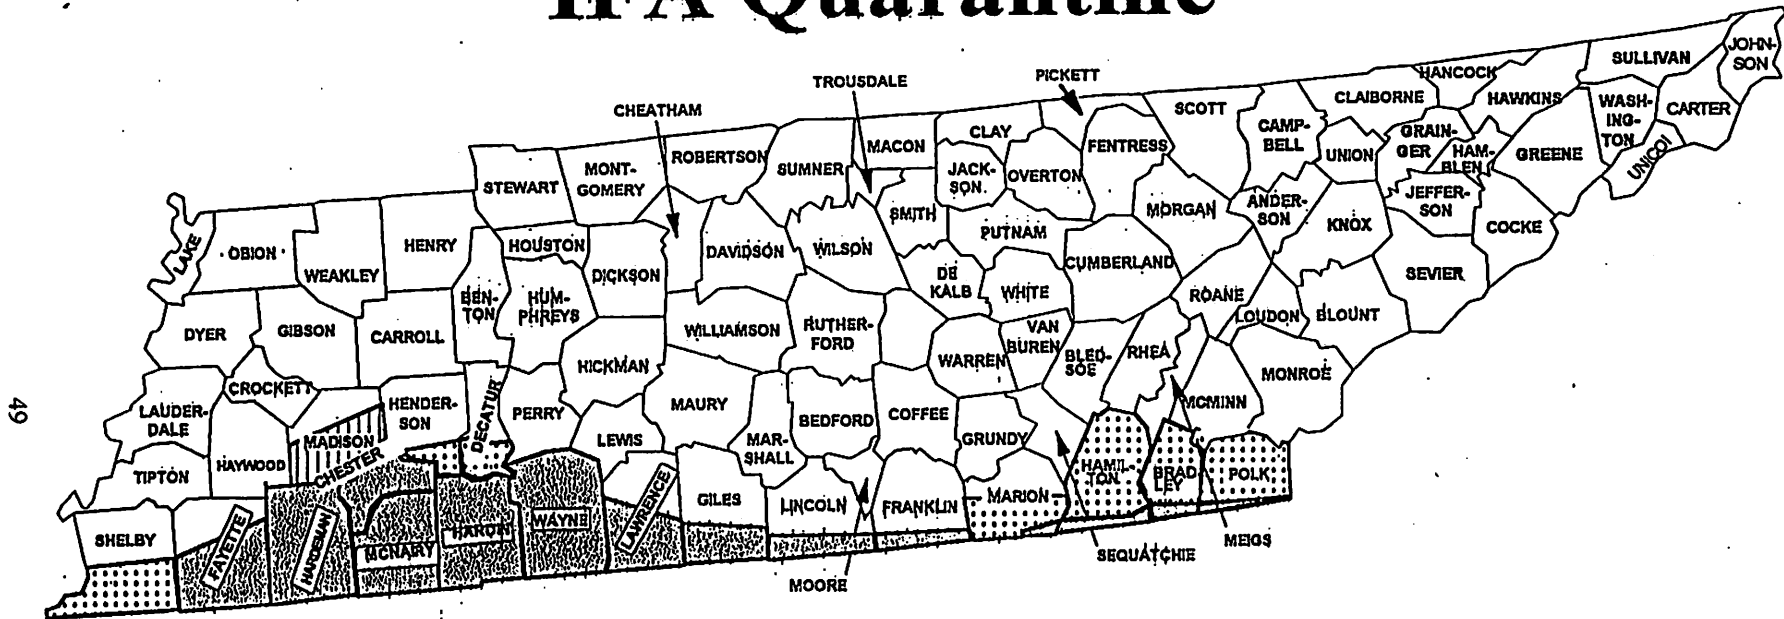 IFA Quarantine
PICKETT
TROUSDALE
CHEATHAM
JOHN-
SON
SULLIVAN
HANCOCK
CLAIBORNE
HAWKINS
WASH-
ING-
TON
CARTER
UNICOI
SCOTT
CAMP-
BELL
UNION
GRAIN-
GER
HAM-
BLEN
GREENE
MACON
CLAY
FENTRESS
ROBERTSON
SUMNER
JACK-
SON.
OVERTON
STEWART
MONT-
GOMERY
SMITH
MORGAN
ANDER-
SON
KNOX
JEFFER-
SON
COCKE
LAKE
OBION
WEAKLEY
HENRY
HOUSTON
DICKSON
DAVIDSON
WILSON
PUTNAM
CUMBERLAND
SEVIER
BEN-
TON
HUM-
PHREYS
DE
KALB
WHITE
ROANE
LOUDON
BLOUNT
DYER
GIBSON
CARROLL
WILLIAMSON
RUTHER-
FORD
WARREN
VAN
BUREN
BLED-
SOE
RHEA
MONROE
CROCKETT
HICKMAN
MCMINN
LAUDER-
DALE
HENDER-
SON
DECATUR
PERRY
MAURY
BEDFORD
COFFEE
49
MADISON
LEWIS
MAR-
SHALL
GRUNDY
TIPTON
HAYWOOD
CHESTER
HAMIL-
TON
BRAD
LEY
POLK
SHELBY
FAYETTE
HARDEMAN
MCNAIRY
WAYNE
LAWRENCE
GILES
LINCOLN
FRANKLIN
MARION
MOORE
SEQUATCHIE
MEIGS